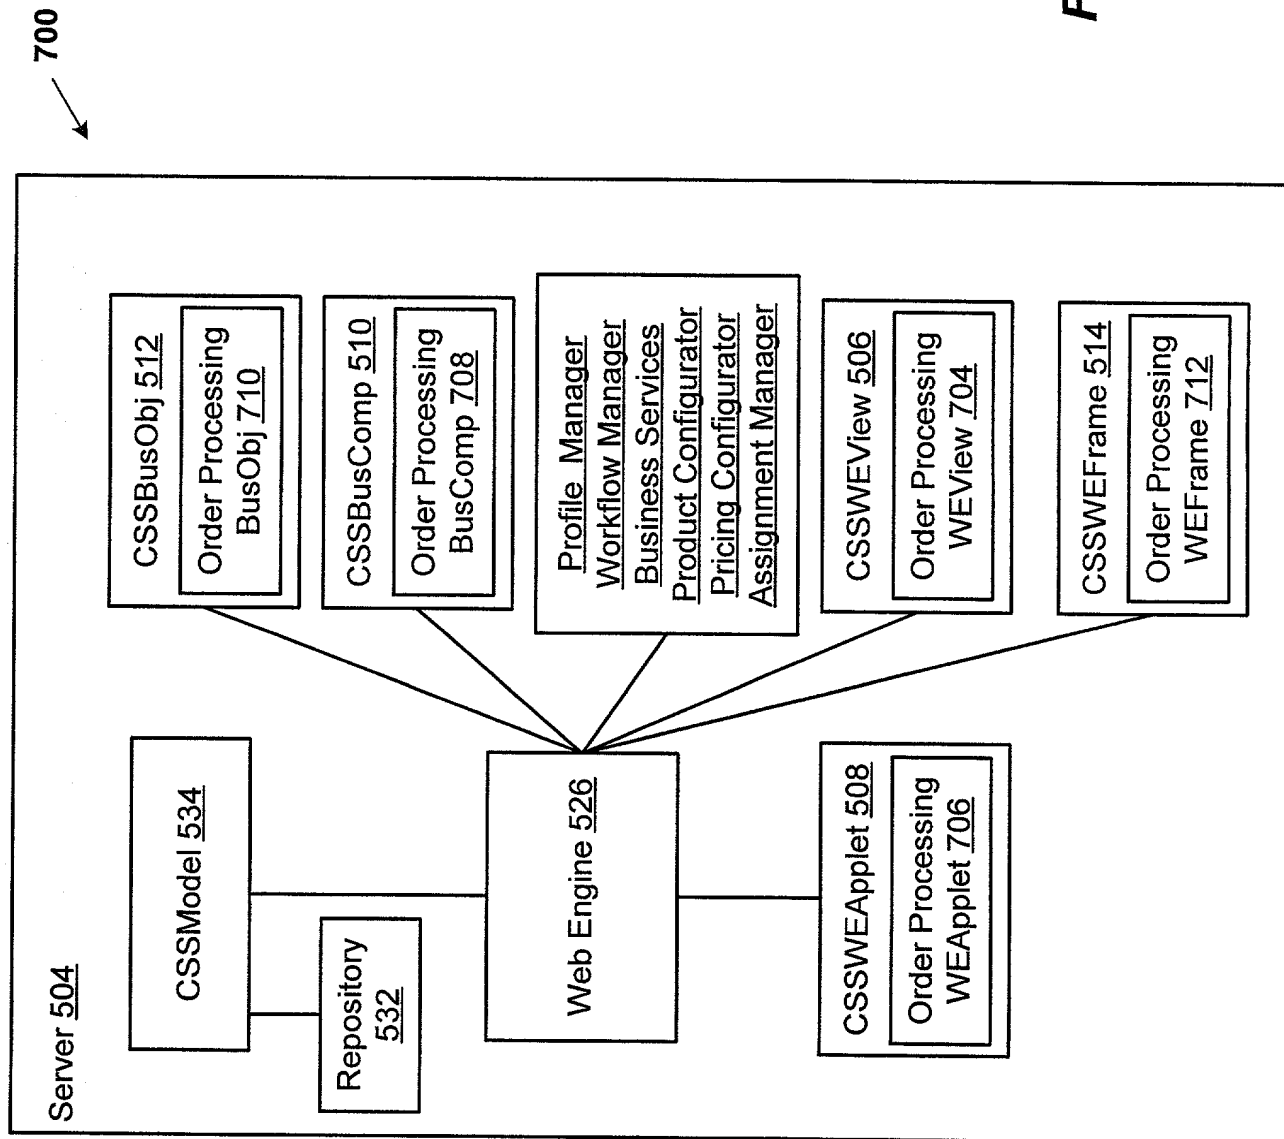 700
Server 504
CSSModel 534
Repository
532
Web Engine 526
CSSWEApplet 508
Order Processing
WEApplet 706
CSSBusObj 512
Order Processing
BusObj 710
CSSBusComp 510
Order Processing
BusComp 708
Profile Manager
Workflow Manager
Business Services
Product Configurator
Pricing Configurator
Assignment Manager
CSSWEView 506
Order Processing
WEView 704
CSSWEFrame 514
Order Processing
WEFrame 712
F